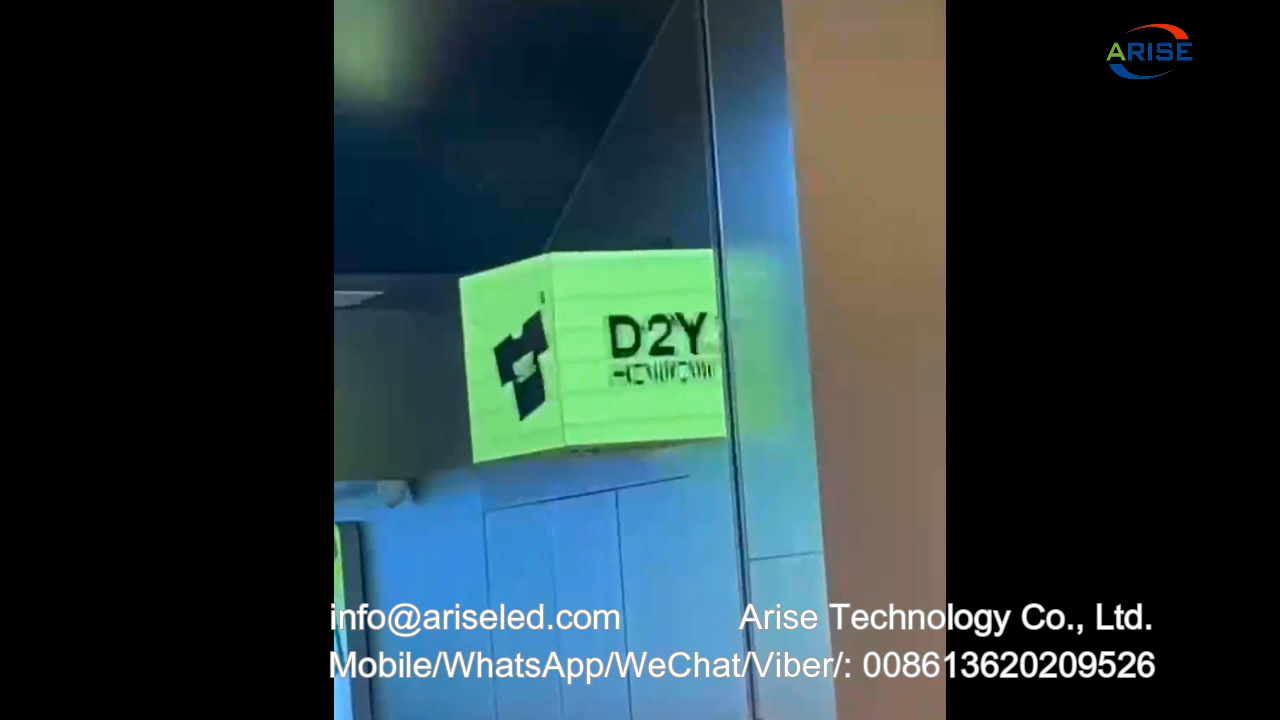 ARISE
D2Y
info@ariseled.com Arise Technology Co., Ltd.
Mobile/WhatsApp/WeChat/Viber/: 008613620209526